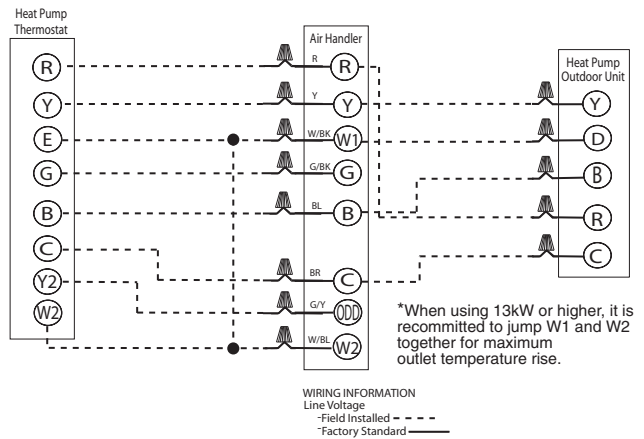 Heat Pump
Thermostat
R
Y
E
G
B
C
Y2
W2
Air Handler
R R
Y Y
W/BK W1
G/BK G
BL B
BR C
G/Y ODD
W/BL W2
Heat Pump
Outdoor Unit
Y
D
B
R
C
*When using 13kW or higher, it is
recommitted to jump W1 and W2
together for maximum
outlet temperature rise.
WIRING INFORMATION
Line Voltage
-Field Installed
-Factory Standard